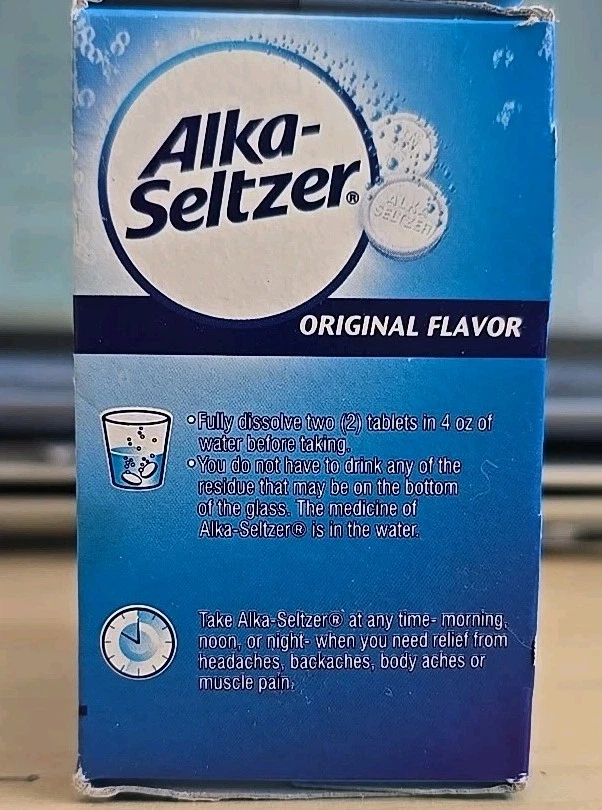 Alka-
Seltzer®
ALKA
SELTZER
ORIGINAL FLAVOR
•Fully dissolve two (2) tablets in 4 oz of
water before taking.
•You do not have to drink any of the
residue that may be on the bottom
of the glass. The medicine of
Alka-Seltzer® is in the water.
Take Alka-Seltzer® at any time- morning,
noon, or night- when you need relief from
headaches, backaches, body aches or
muscle pain.